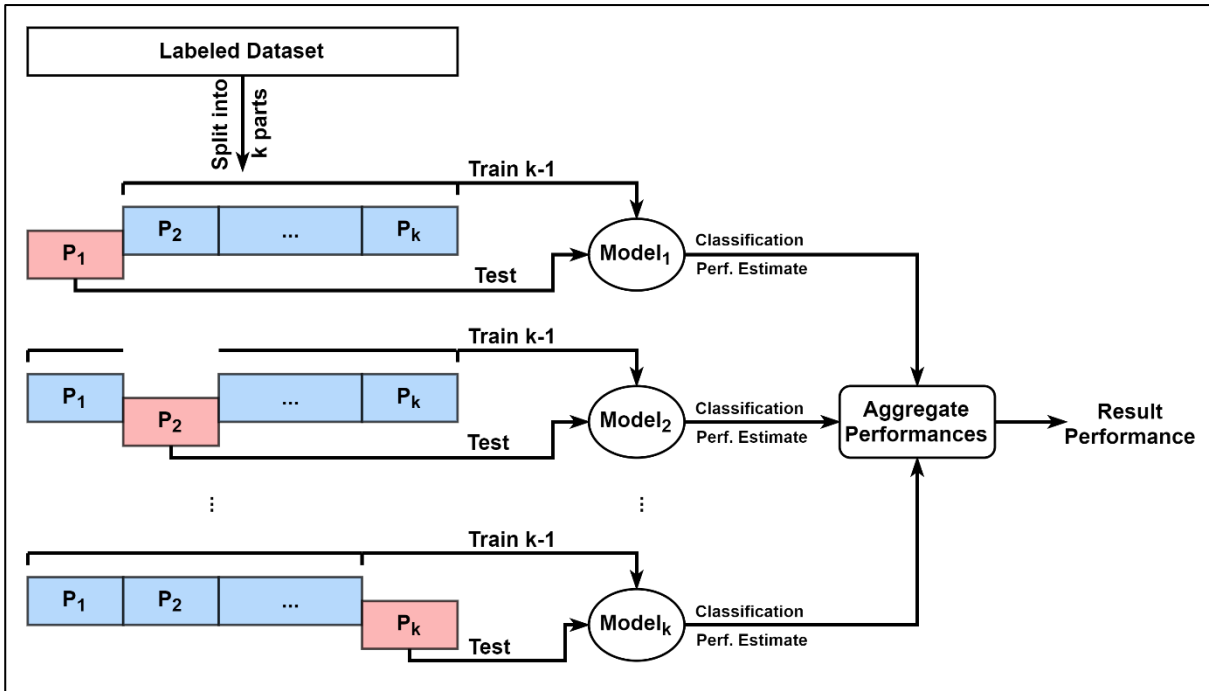 Labeled Dataset
Split into
k parts
Train k-1
P₁
P₂
...
Pₖ
Model₁
Classification
Perf. Estimate
Test
Train k-1
P₁
P₂
...
Pₖ
Model₂
Classification
Perf. Estimate
Test
Aggregate
Performances
Result
Performance
...
...
Train k-1
P₁
P₂
...
Pₖ
Modelₖ
Classification
Perf. Estimate
Test